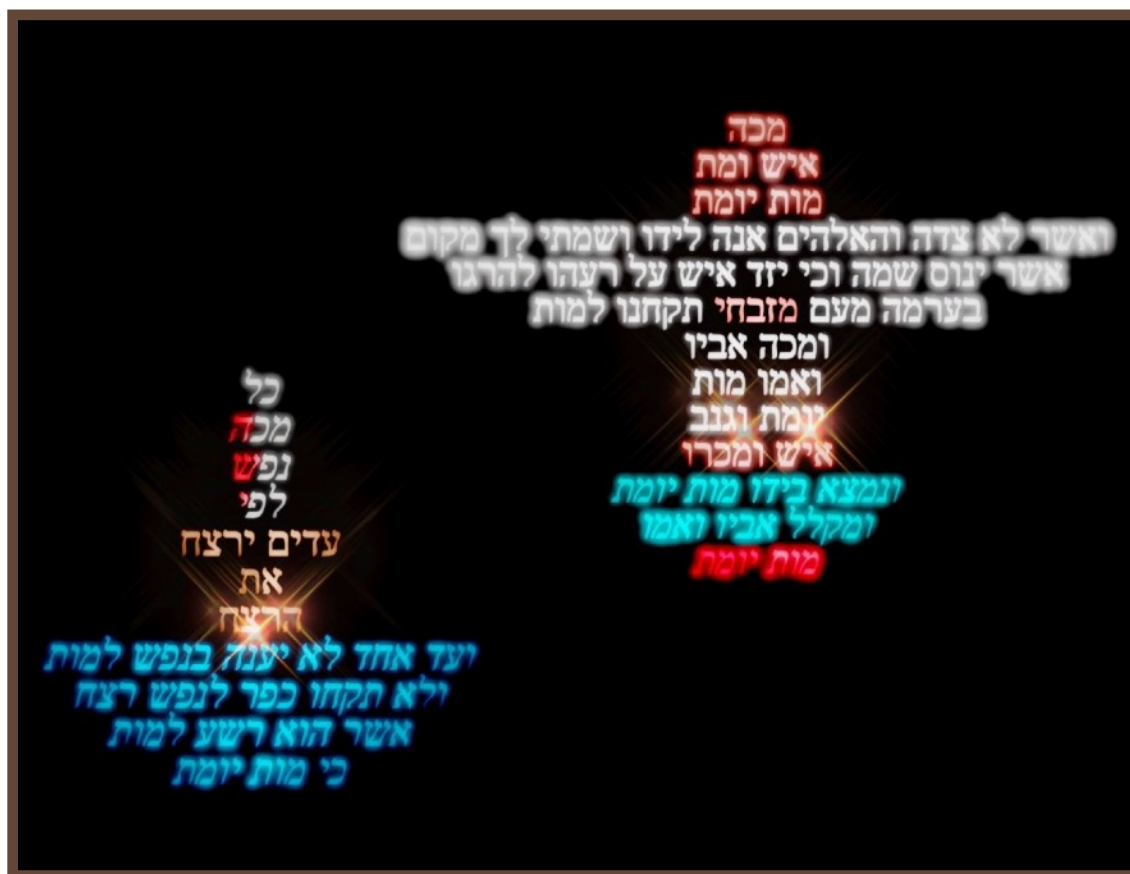 מכה
איש ומת
מות יומת
ואשר לא צדה והאלהים אנה לידו ושמתי לך מקום
אשר ינוס שמה וכי יזד איש על רעהו להרגו
בערמה מעם מזבחי תקחנו למות
ומכה אביו
ואמו מות
יומת וגנב
איש ומכרו
ונמצא בידו מות יומת
ומקלל אביו ואמו
מות יומת
כל
מכה
נפש
לפי
עדים ירצח
את
הרצח
ועד אחד לא יענה בנפש למות
ולא תקחו כפר לנפש רצח
אשר הוא רשע למות
כי מות יומת